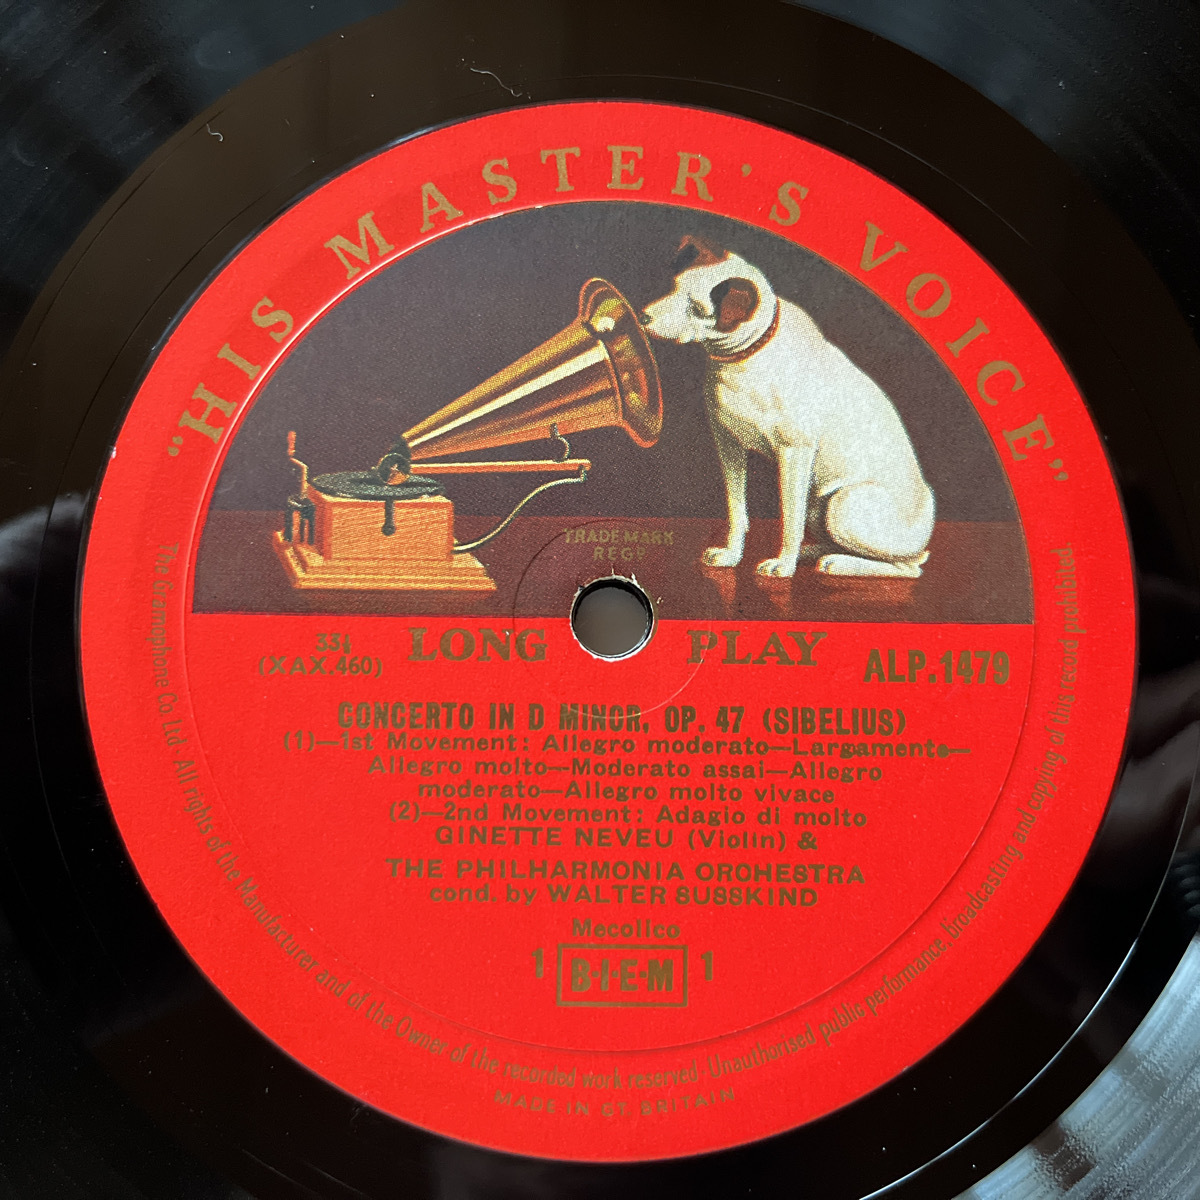 "HIS MASTER'S VOICE"
TRADE MARK
REGD
33⅓
(XAX.460)
LONG PLAY
ALP.1479
CONCERTO IN D MINOR, OP. 47 (SIBELIUS)
(1)—1st Movement: Allegro moderato—Largamente—
Allegro molto—Moderato assai—Allegro
moderato—Allegro molto vivace
(2)—2nd Movement: Adagio di molto
GINETTE NEVEU (Violin) &
THE PHILHARMONIA ORCHESTRA
cond. by WALTER SUSSKIND
Mecolico
1 B·I·E·M 1
The Gramophone Co. Ltd. All rights of the Manufacturer and of the Owner of the recorded work reserved. Unauthorised public performance, broadcasting and copying of this record prohibited.
MADE IN GT. BRITAIN